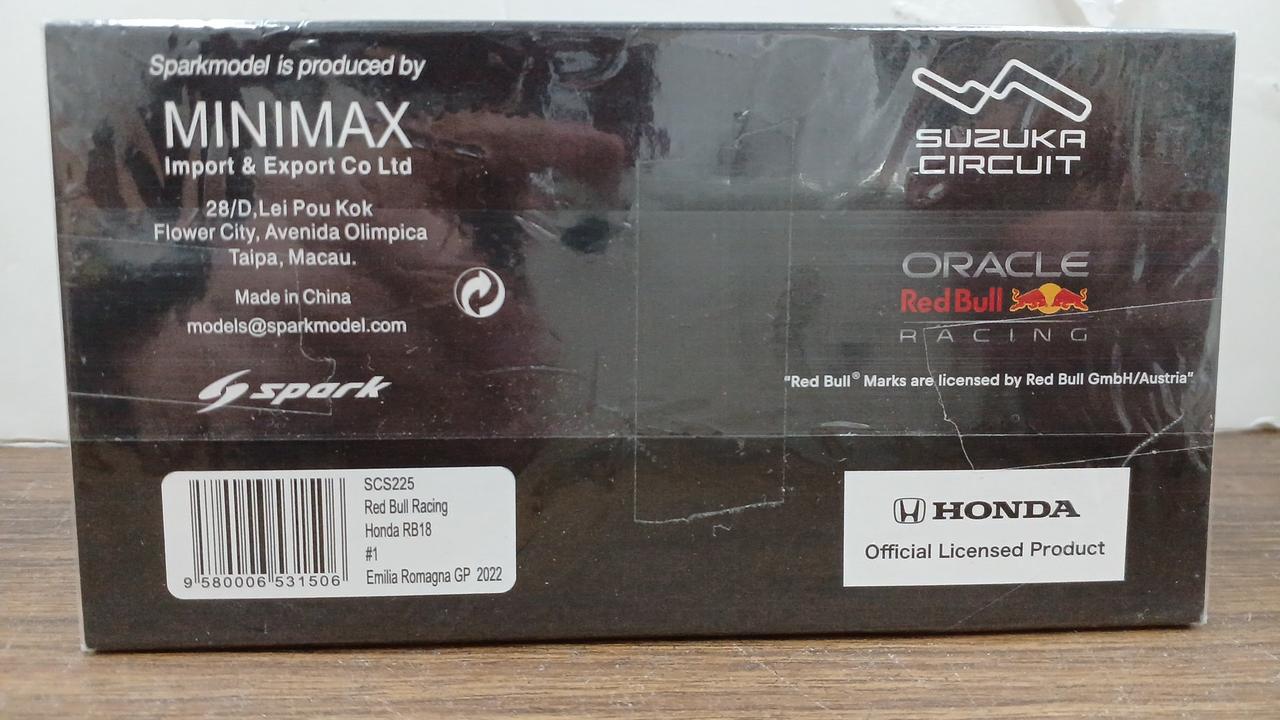 Sparkmodel is produced by
MINIMAX
Import & Export Co Ltd
28/D,Lei Pou Kok
Flower City, Avenida Olimpica
Taipa, Macau.
Made in China
models@sparkmodel.com
spark
SCS225
Red Bull Racing
Honda RB18
#1
Emilia Romagna GP 2022
9 580006 531506
SUZUKA
CIRCUIT
ORACLE
Red Bull
RACING
"Red Bull® Marks are licensed by Red Bull GmbH/Austria"
HONDA
Official Licensed Product